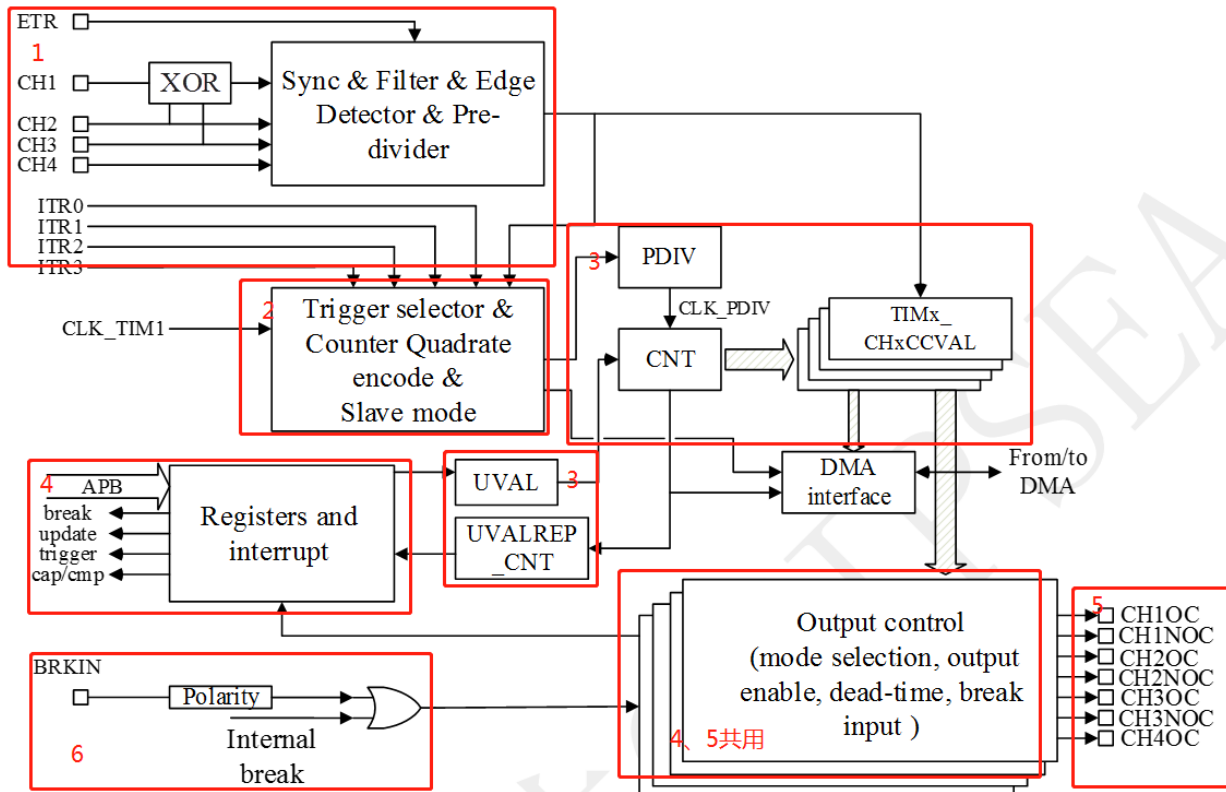 ETR
1
CH1
XOR
CH2
CH3
CH4
Sync & Filter & Edge
Detector & Pre-
divider
ITR0
ITR1
ITR2
ITR3
3
PDIV
CLK_PDIV
CNT
TIMx_
CHxCCVAL
2
CLK_TIM1
Trigger selector &
Counter Quadrate
encode &
Slave mode
4
APB
break
update
trigger
cap/cmp
Registers and
interrupt
UVAL
3
UVALREP
_CNT
DMA
interface
From/to
DMA
Output control
(mode selection, output
enable, dead-time, break
input )
4、5共用
5
CH1OC
CH1NOC
CH2OC
CH2NOC
CH3OC
CH3NOC
CH4OC
BRKIN
Polarity
Internal
break
6
IPSEA